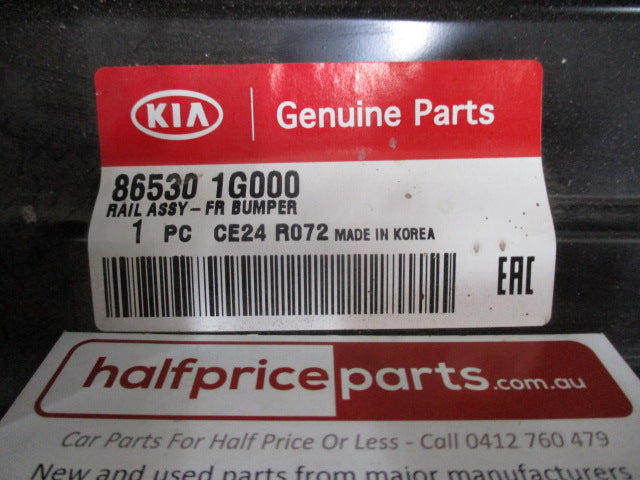 KIA Genuine Parts
86530 1G000
RAIL ASSY-FR BUMPER
1 PC CE24 R072 MADE IN KOREA
EAC
halfpriceparts.com.au
Car Parts For Half Price Or Less - Call 0412 760 479
New and used parts from major manufacturers